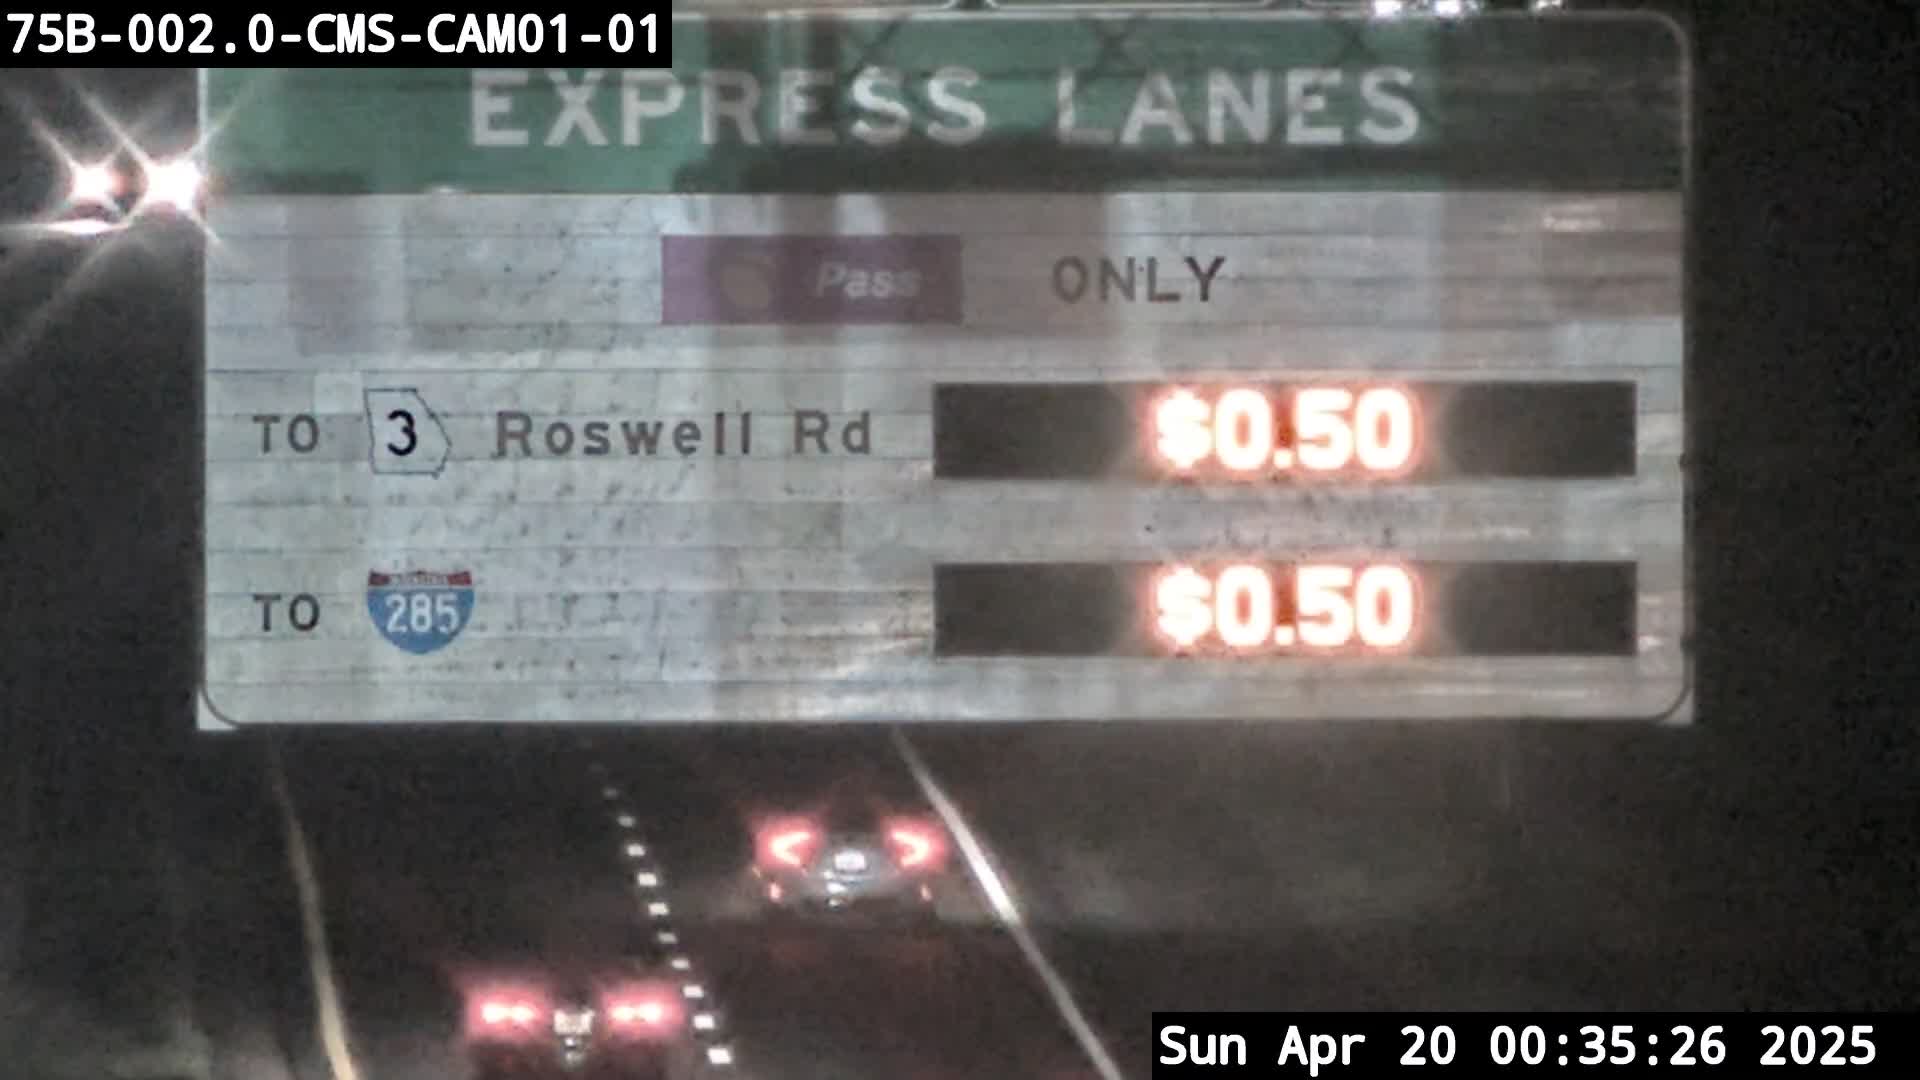 75B-002.0-CMS-CAM01-01
EXPRESS LANES
Pass ONLY
TO 3 Roswell Rd $0.50
TO 285 $0.50
Sun Apr 20 00:35:26 2025